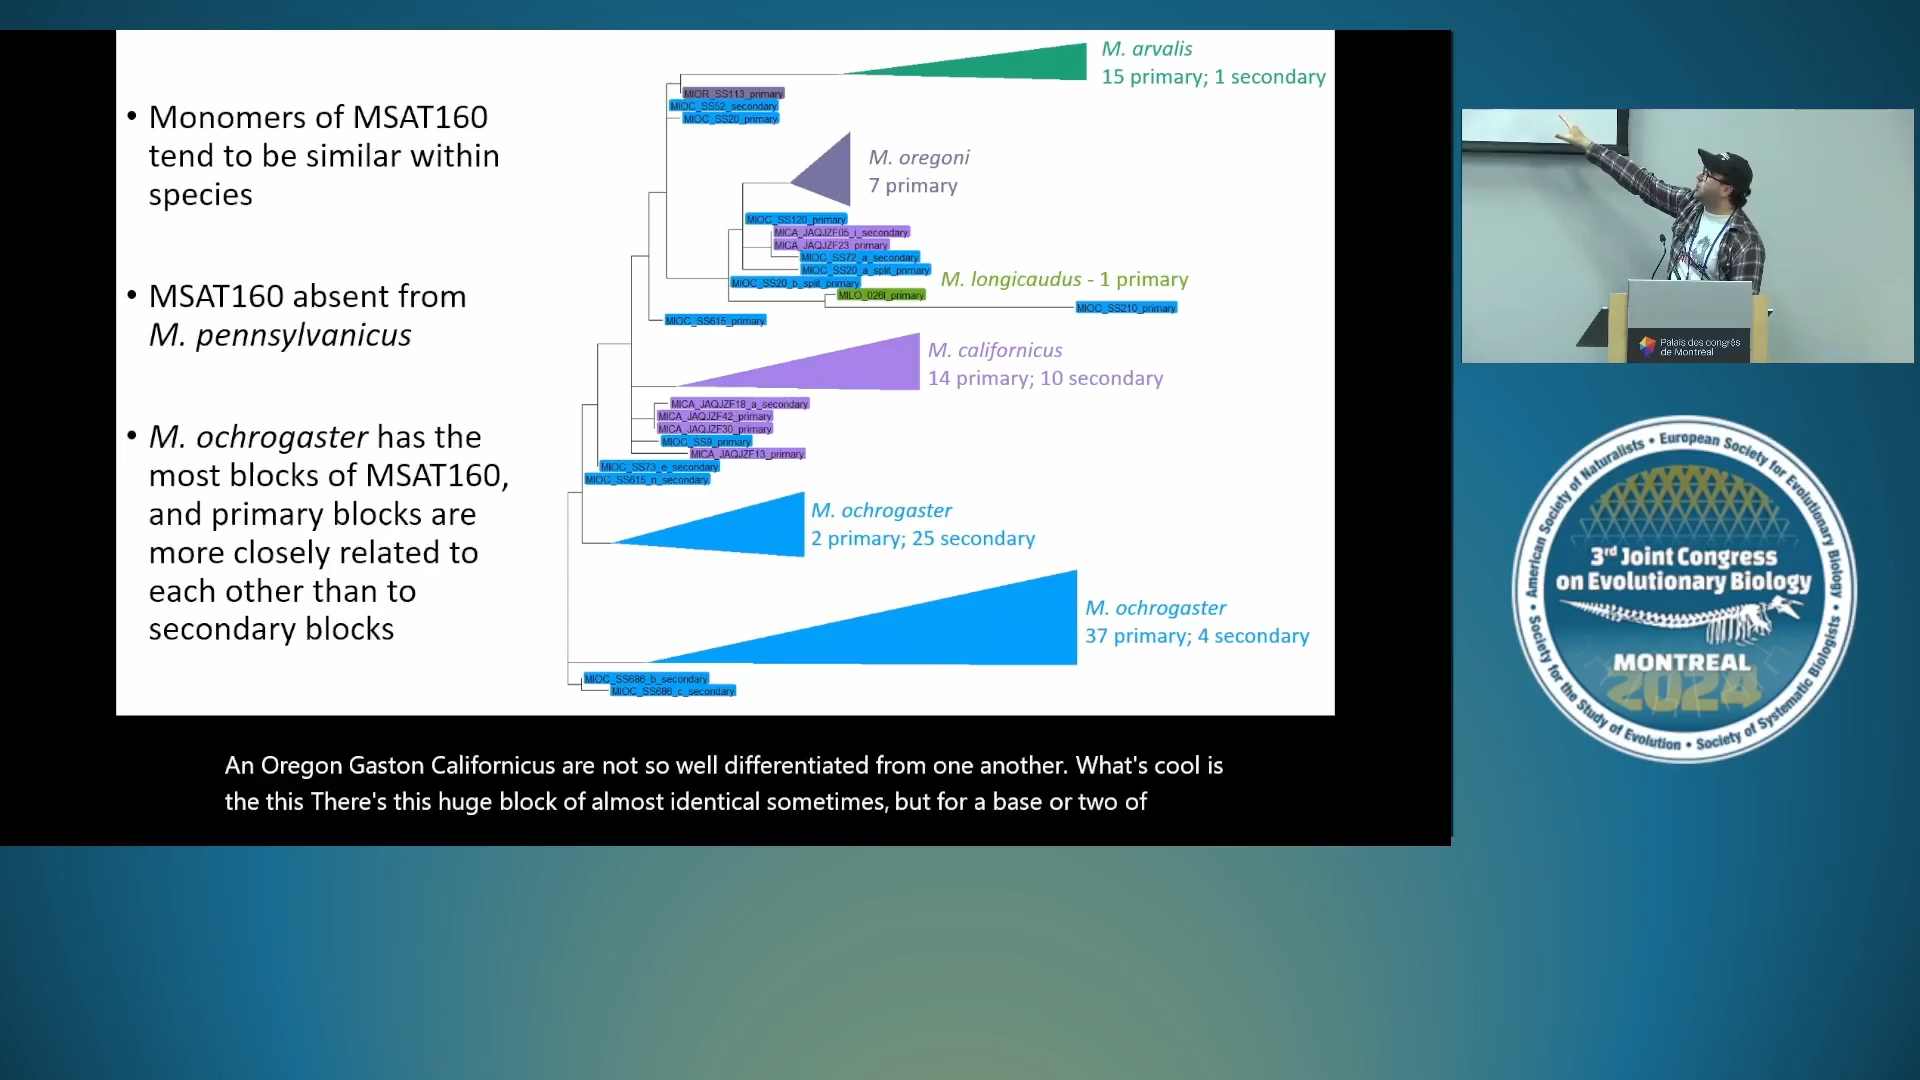 • Monomers of MSAT160
tend to be similar within
species
• MSAT160 absent from
M. pennsylvanicus
• M. ochrogaster has the
most blocks of MSAT160,
and primary blocks are
more closely related to
each other than to
secondary blocks
M. arvalis
15 primary; 1 secondary
MIOR_SS113_primary
MIOC_SS52_secondary
MIOC_SS20_primary
M. oregoni
7 primary
MIOC_SS120_primary
MICA_JAQJZF05_i_secondary
MICA_JAQJZF23_primary
MIOC_SS72_a_secondary
MIOC_SS20_a_split_primary
MIOC_SS20_b_split_primary
M. longicaudus - 1 primary
MILO_026l_primary
MIOC_SS210_primary
MIOC_SS615_primary
M. californicus
14 primary; 10 secondary
MICA_JAQJZF18_a_secondary
MICA_JAQJZF42_primary
MICA_JAQJZF30_primary
MIOC_SS9_primary
MICA_JAQJZF13_primary
MIOC_SS73_e_secondary
MIOC_SS615_n_secondary
M. ochrogaster
2 primary; 25 secondary
M. ochrogaster
37 primary; 4 secondary
MIOC_SS686_b_secondary
MIOC_SS686_c_secondary
An Oregon Gaston Californicus are not so well differentiated from one another. What's cool is
the this There's this huge block of almost identical sometimes, but for a base or two of
Palais des congrès
de Montréal
American Society of Naturalists • European Society for Evolutionary Biology •
Society for the Study of Evolution • Society of Systematic Biologists •
3rd Joint Congress
on Evolutionary Biology
MONTREAL
2024